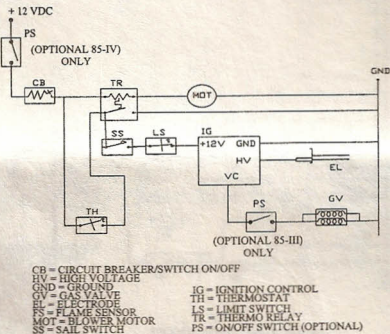 + 12 VDC
PS
(OPTIONAL 85-IV)
ONLY
GND
CB
TR
MOT
SS
LS
IG
+12V
GND
HV
EL
VC
TH
PS
GV
(OPTIONAL 85-III)
ONLY
CB = CIRCUIT BREAKER/SWITCH ON/OFF
HV = HIGH VOLTAGE
GND = GROUND
GV = GAS VALVE
EL = ELECTRODE
FS = FLAME SENSOR
MOT = BLOWER MOTOR
SS = SAIL SWITCH
IG = IGNITION CONTROL
TH = THERMOSTAT
LS = LIMIT SWITCH
TR = THERMO RELAY
PS = ON/OFF SWITCH (OPTIONAL)